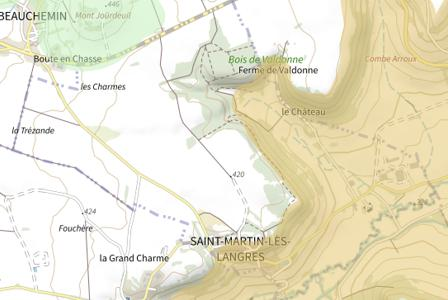 446
BEAUCHEMIN
Mont Jourdeuil
Boute en Chasse
Bois de Valdonne
Ferme de Valdonne
Combe Arroux
les Charmes
le Château
la Trézande
420
424
Fouchère
SAINT-MARTIN-LÈS-
LANGRES
la Grand Charme